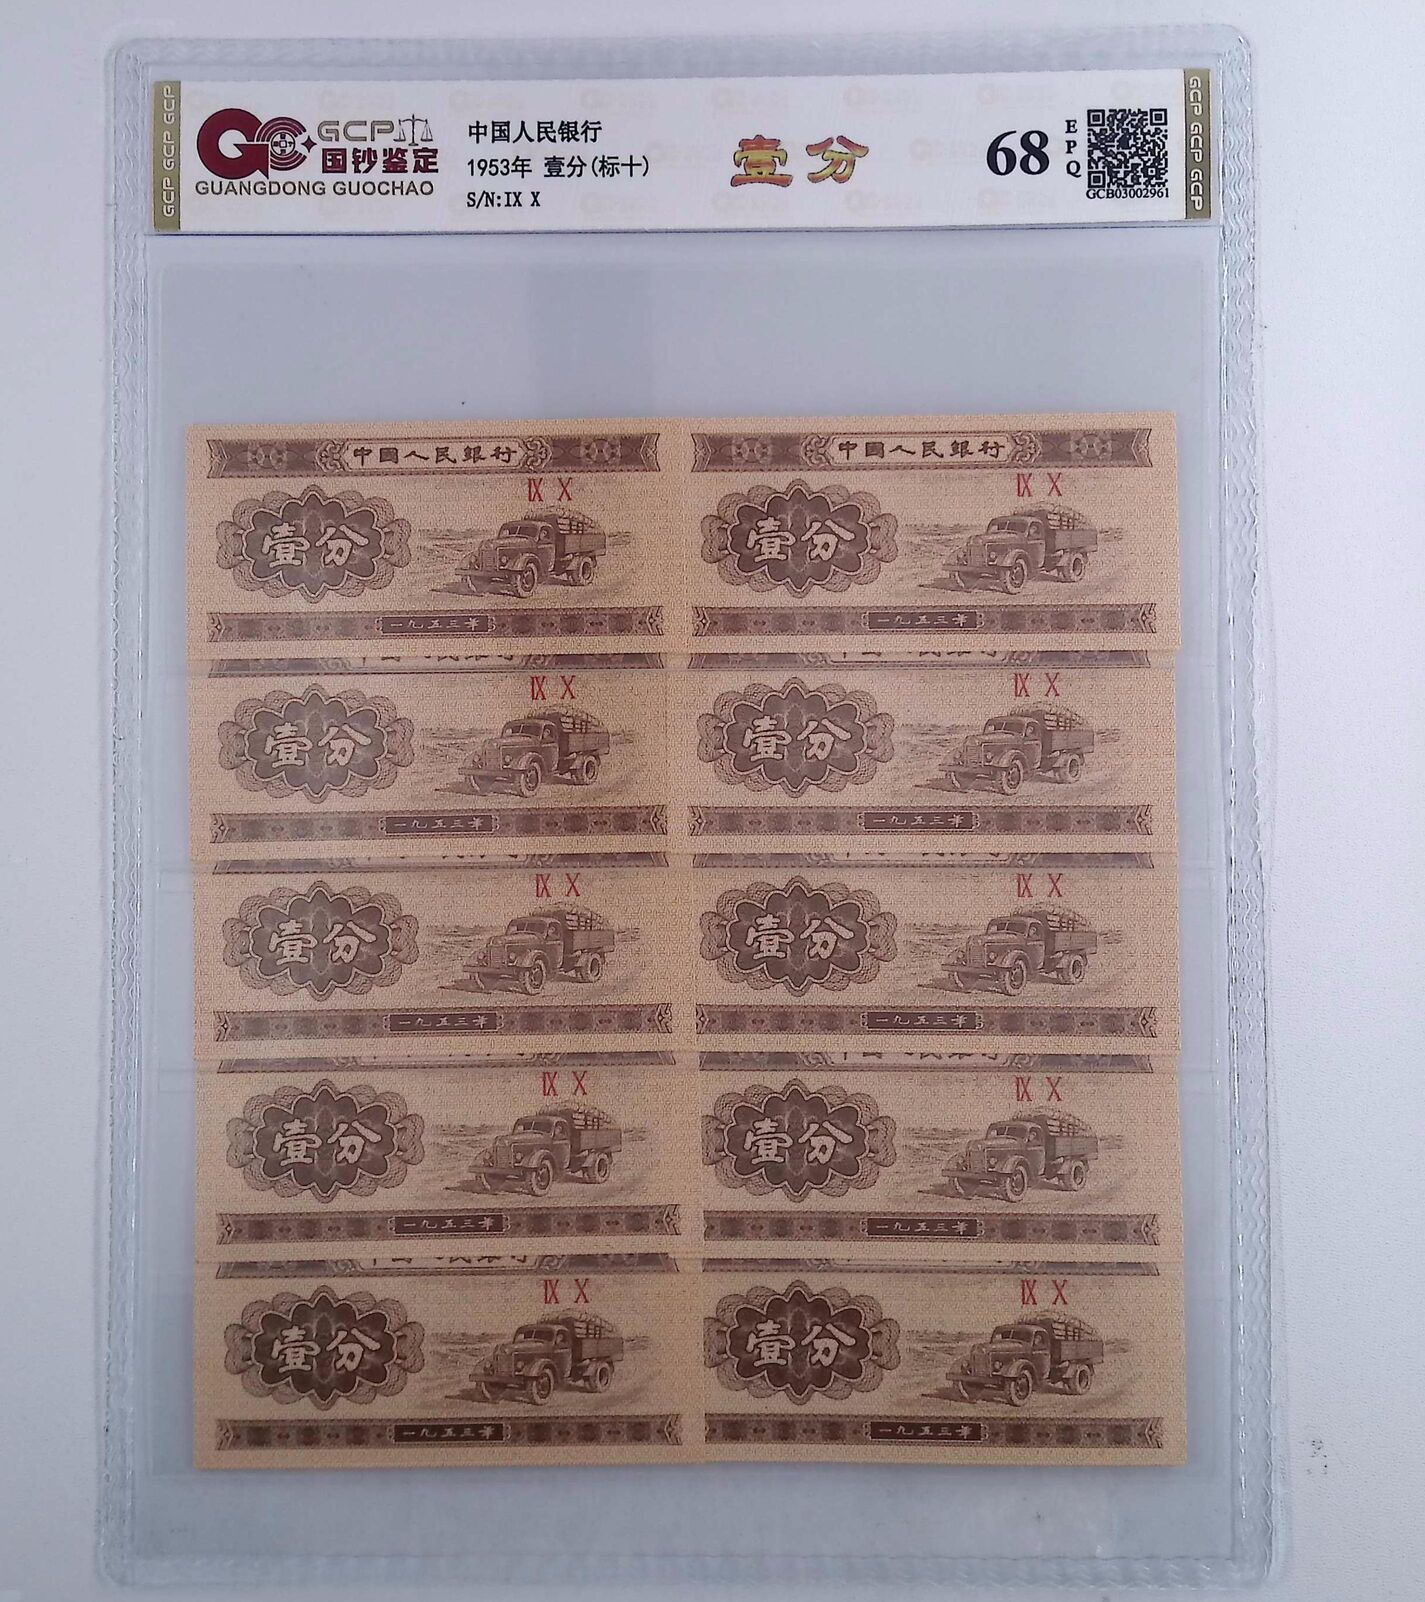 GCP GCP GCP
GCP
国钞鉴定
GUANGDONG GUOCHAO
中国人民银行
1953年 壹分(标十)
S/N:IX X
壹分
68
EPQ
GCB03002961
GCP GCP GCP
中国人民銀行
IX X
壹分
一九五三年
中国人民銀行
IX X
壹分
一九五三年
IX X
壹分
一九五三年
IX X
壹分
一九五三年
IX X
壹分
一九五三年
IX X
壹分
一九五三年
IX X
壹分
一九五三年
IX X
壹分
一九五三年
IX X
壹分
一九五三年
IX X
壹分
一九五三年